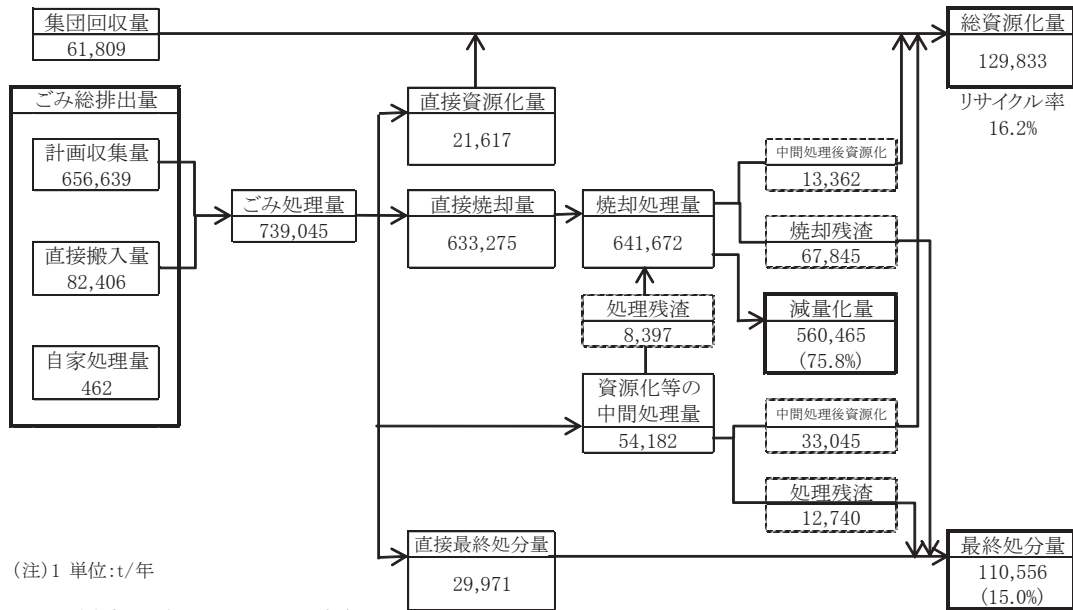 集団回収量
61,809
総資源化量
129,833
リサイクル率
16.2%
ごみ総排出量
計画収集量
656,639
直接搬入量
82,406
自家処理量
462
ごみ処理量
739,045
直接資源化量
21,617
直接焼却量
633,275
焼却処理量
641,672
中間処理後資源化
13,362
焼却残渣
67,845
処理残渣
8,397
減量化量
560,465
(75.8%)
資源化等の
中間処理量
54,182
中間処理後資源化
33,045
処理残渣
12,740
直接最終処分量
29,971
最終処分量
110,556
(15.0%)
(注)1 単位:t/年